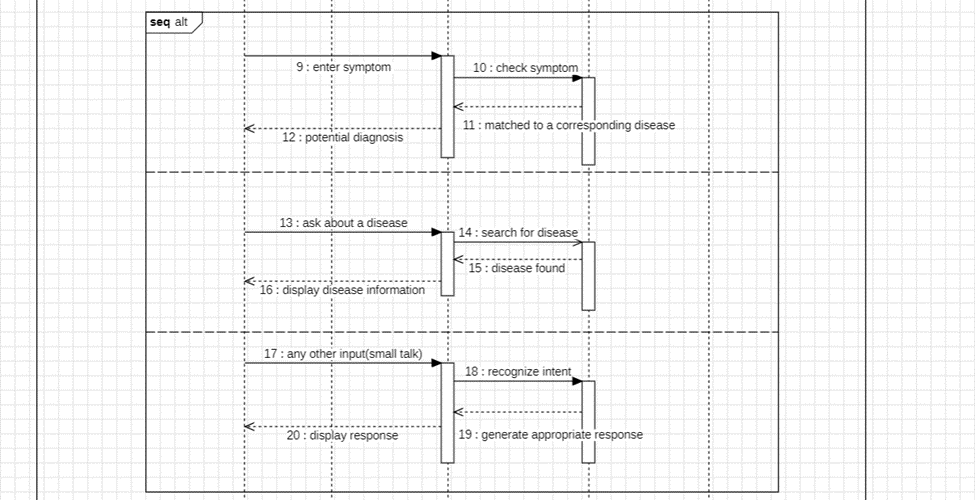 seq alt
9 : enter symptom
10 : check symptom
11 : matched to a corresponding disease
12 : potential diagnosis
13 : ask about a disease
14 : search for disease
15 : disease found
16 : display disease information
17 : any other input(small talk)
18 : recognize intent
19 : generate appropriate response
20 : display response